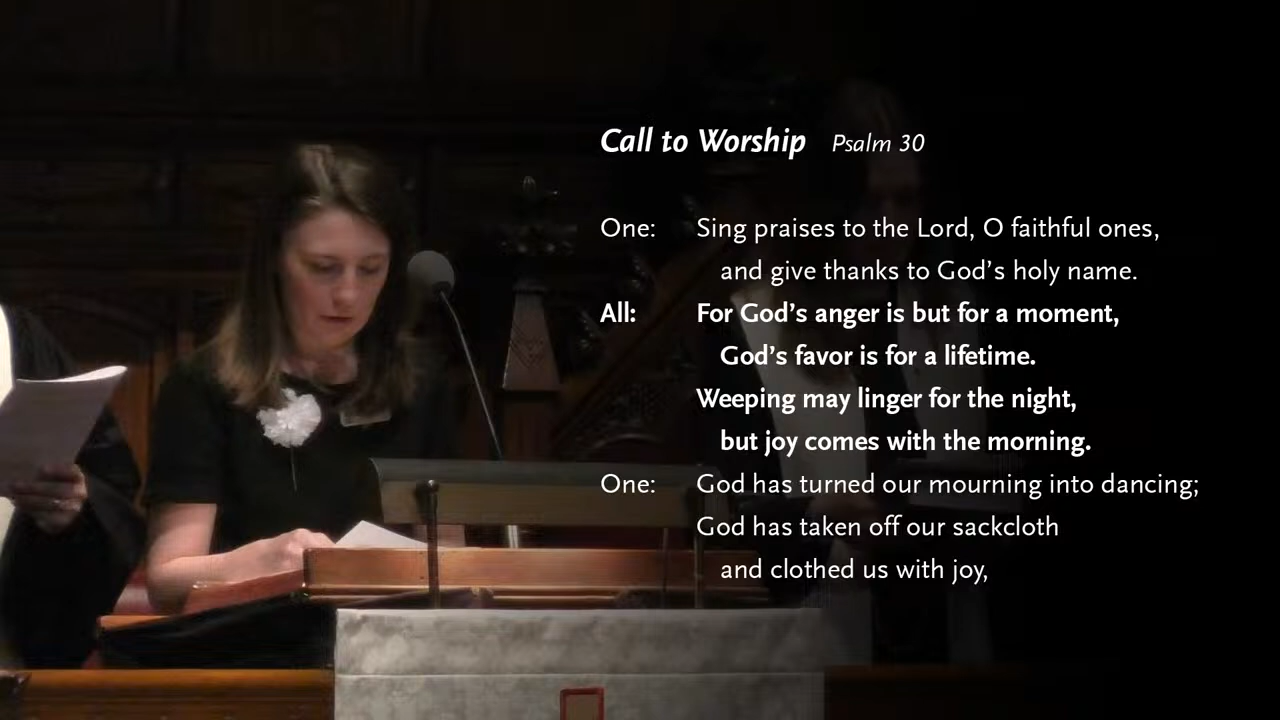 Call to Worship Psalm 30
One: Sing praises to the Lord, O faithful ones,
and give thanks to God’s holy name.
All: For God’s anger is but for a moment,
God’s favor is for a lifetime.
Weeping may linger for the night,
but joy comes with the morning.
One: God has turned our mourning into dancing;
God has taken off our sackcloth
and clothed us with joy,